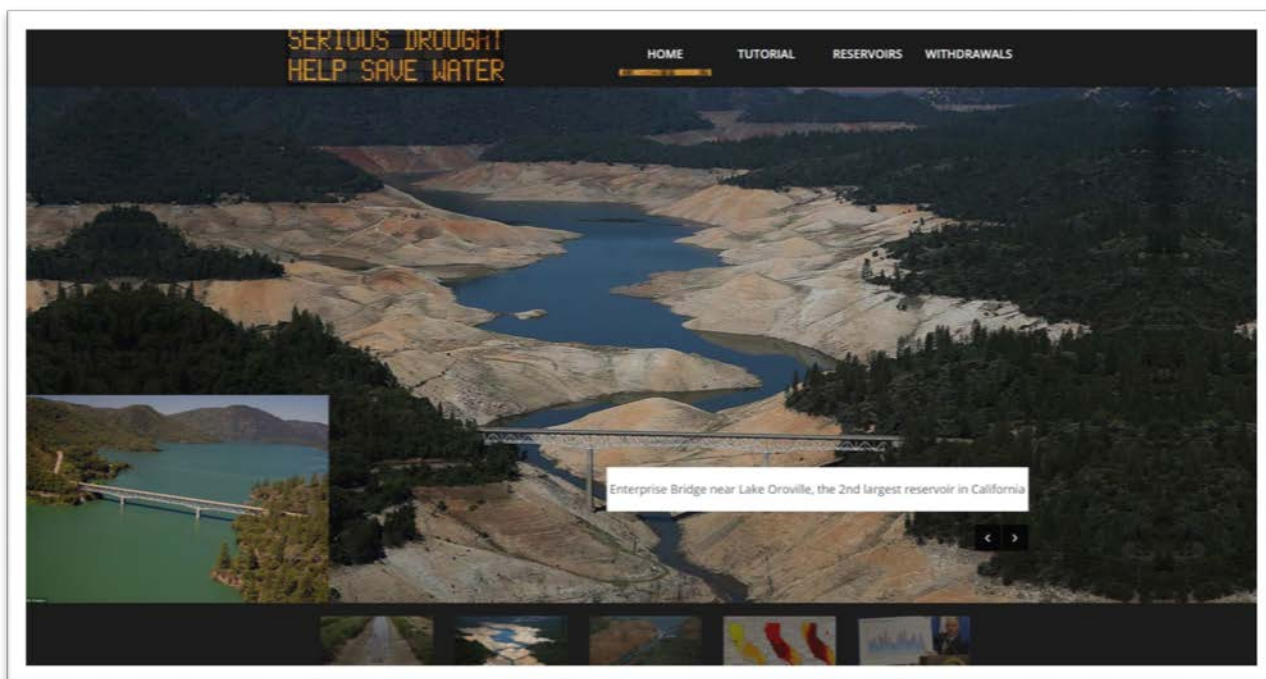 SERIOUS DROUGHT
HELP SAVE WATER
HOME TUTORIAL RESERVOIRS WITHDRAWALS
Enterprise Bridge near Lake Oroville, the 2nd largest reservoir in California